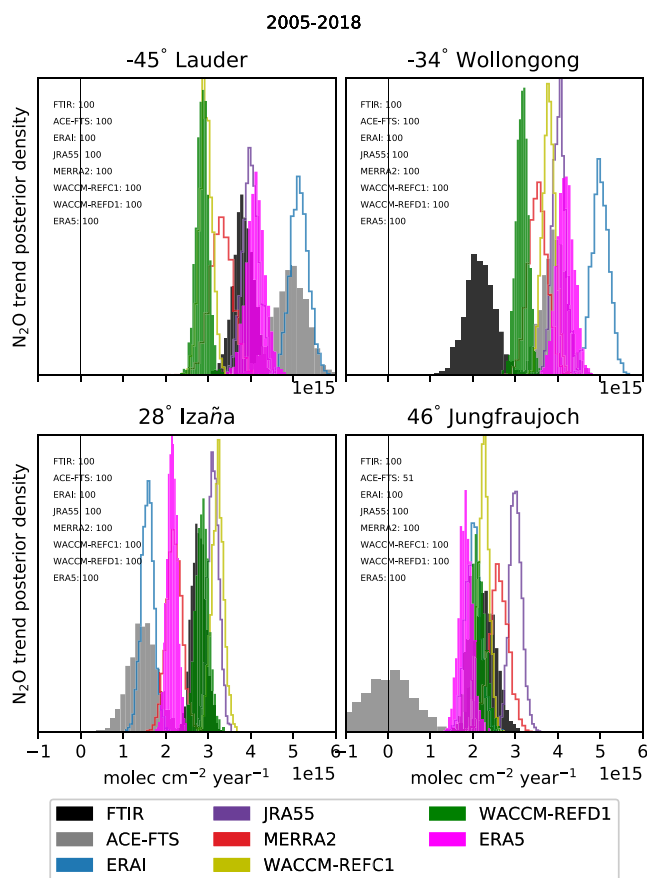 2005-2018
-45° Lauder
-34° Wollongong
N₂O trend posterior density
FTIR: 100
ACE-FTS: 100
ERAI: 100
JRA55: 100
MERRA2: 100
WACCM-REFC1: 100
WACCM-REFD1: 100
ERA5: 100
1e15
FTIR: 100
ACE-FTS: 100
ERAI: 100
JRA55: 100
MERRA2: 100
WACCM-REFC1: 100
WACCM-REFD1: 100
ERA5: 100
1e15
28° Izaña
46° Jungfraujoch
N₂O trend posterior density
FTIR: 100
ACE-FTS: 100
ERAI: 100
JRA55: 100
MERRA2: 100
WACCM-REFC1: 100
WACCM-REFD1: 100
ERA5: 100
−1 0 1 2 3 4 5 6
molec cm⁻² year⁻¹
1e15
FTIR: 100
ACE-FTS: 51
ERAI: 100
JRA55: 100
MERRA2: 100
WACCM-REFC1: 100
WACCM-REFD1: 100
ERA5: 100
−1 0 1 2 3 4 5 6
molec cm⁻² year⁻¹
1e15
FTIR
ACE-FTS
ERAI
JRA55
MERRA2
WACCM-REFC1
WACCM-REFD1
ERA5